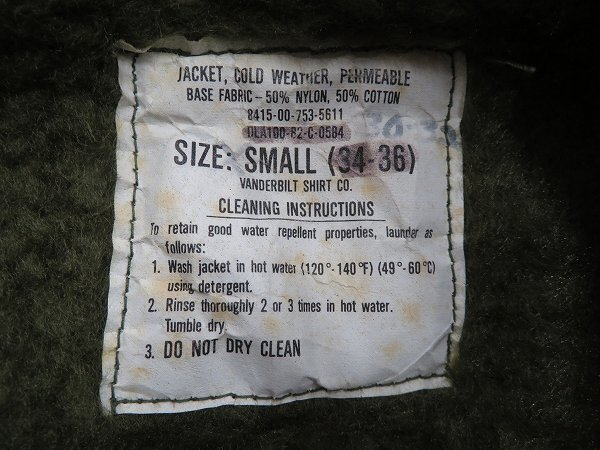 JACKET, COLD WEATHER, PERMEABLE
BASE FABRIC – 50% NYLON, 50% COTTON
8415-00-753-5611
DLA100-82-C-0584
SIZE: SMALL (34-36)
VANDERBILT SHIRT CO.
CLEANING INSTRUCTIONS
To retain good water repellent properties, launder as
follows:
1. Wash jacket in hot water (120°-140°F) (49°-60°C)
using detergent.
2. Rinse thoroughly 2 or 3 times in hot water.
Tumble dry.
3. DO NOT DRY CLEAN